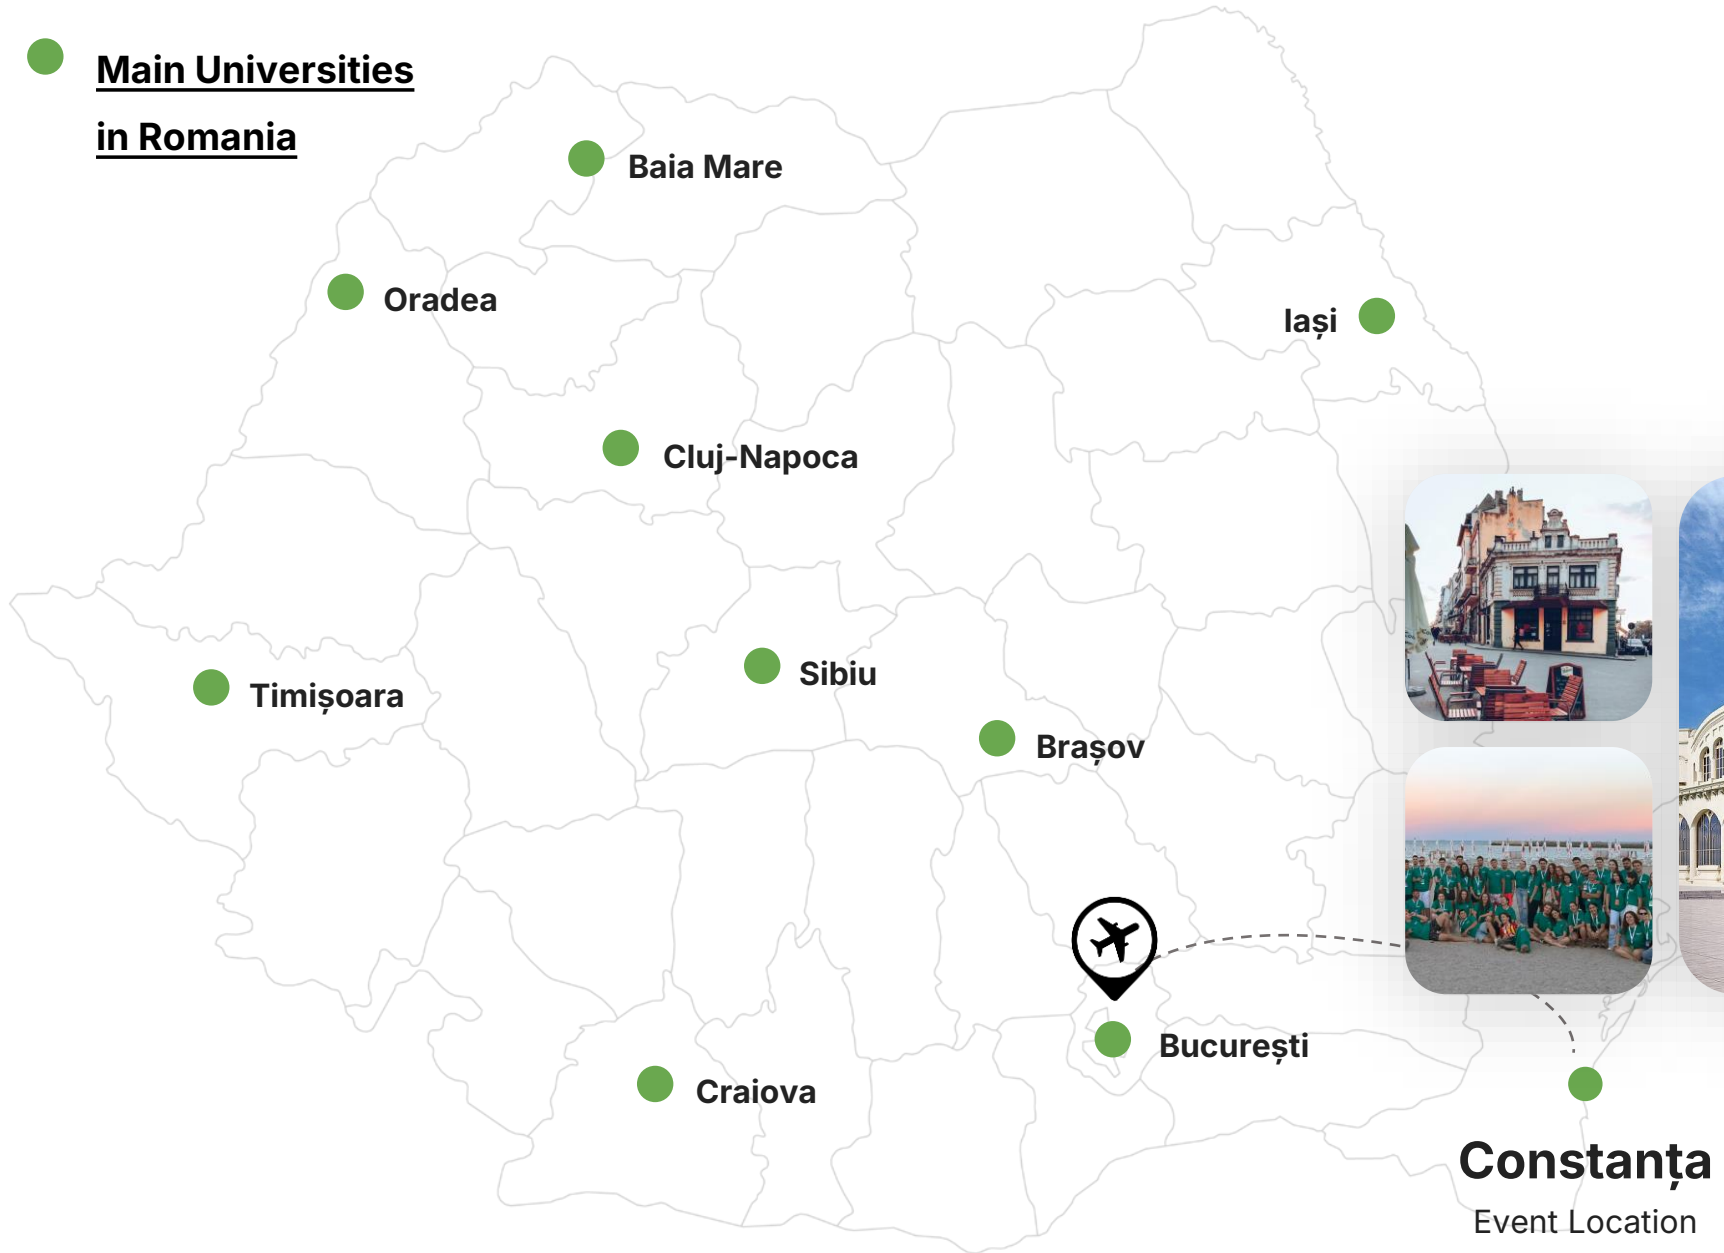 Main Universities
in Romania
Baia Mare
Oradea
Iași
Cluj-Napoca
Timișoara
Sibiu
Brașov
București
Craiova
Constanța
Event Location